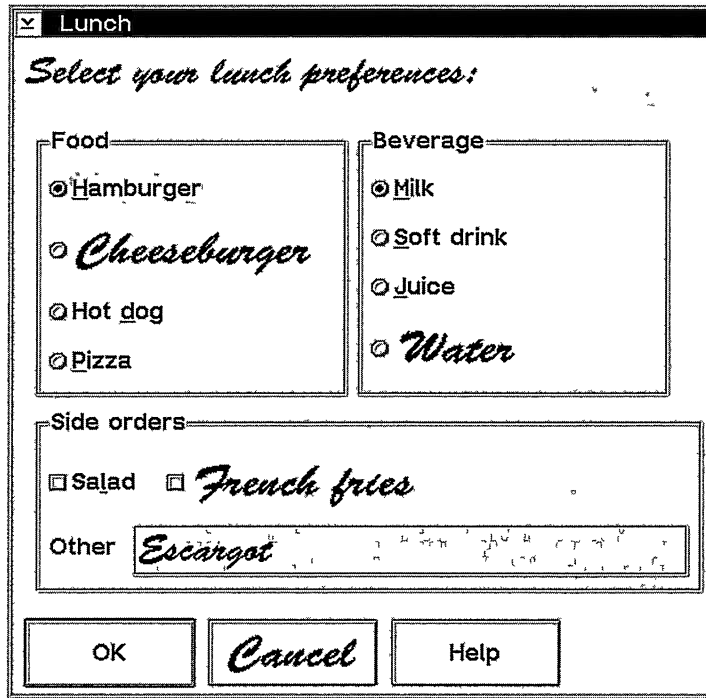 Lunch
Select your lunch preferences:
Food
Hamburger
Cheeseburger
Hot dog
Pizza
Beverage
Milk
Soft drink
Juice
Water
Side orders
Salad French fries
Other Escargot
OK Cancel Help